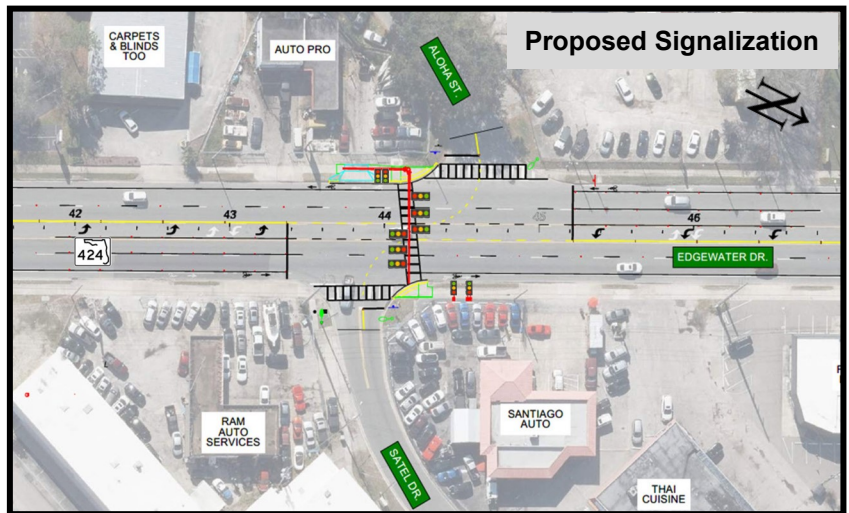 Proposed Signalization
CARPETS
& BLINDS
TOO
AUTO PRO
ALOHA ST.
N
42
43
44
45
46
424
EDGEWATER DR.
RAM
AUTO
SERVICES
SANTIAGO
AUTO
SATEL DR.
THAI
CUISINE